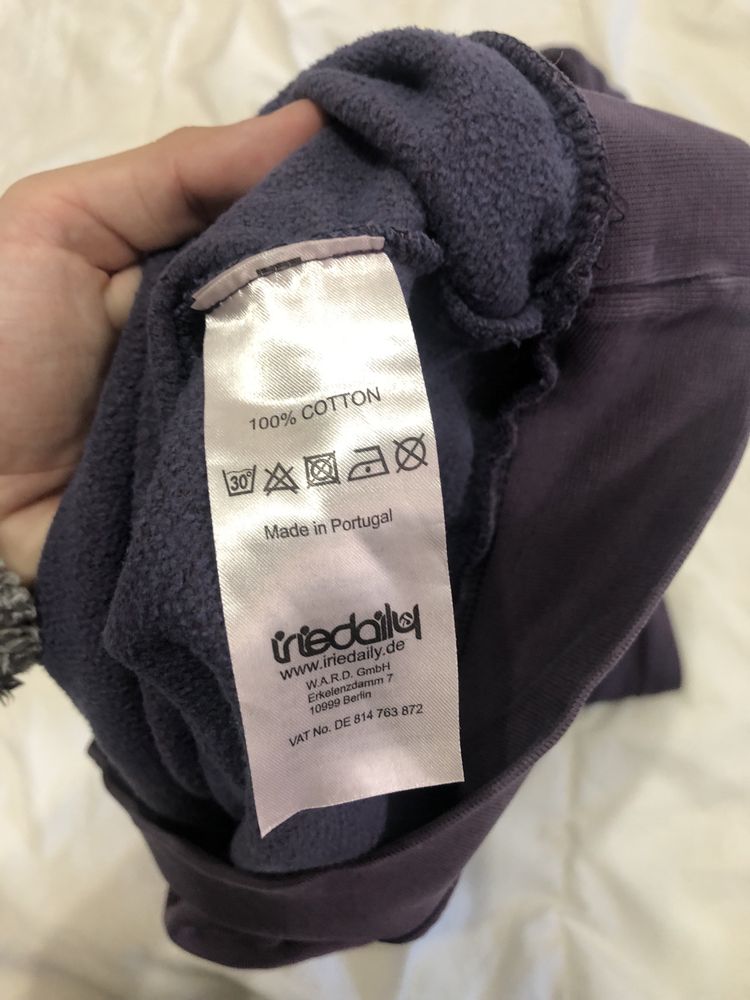 100% COTTON
30°
Made in Portugal
iriedaily
www.iriedaily.de
W.A.R.D. GmbH
Erkelenzdamm 7
10999 Berlin
VAT No. DE 814 763 872